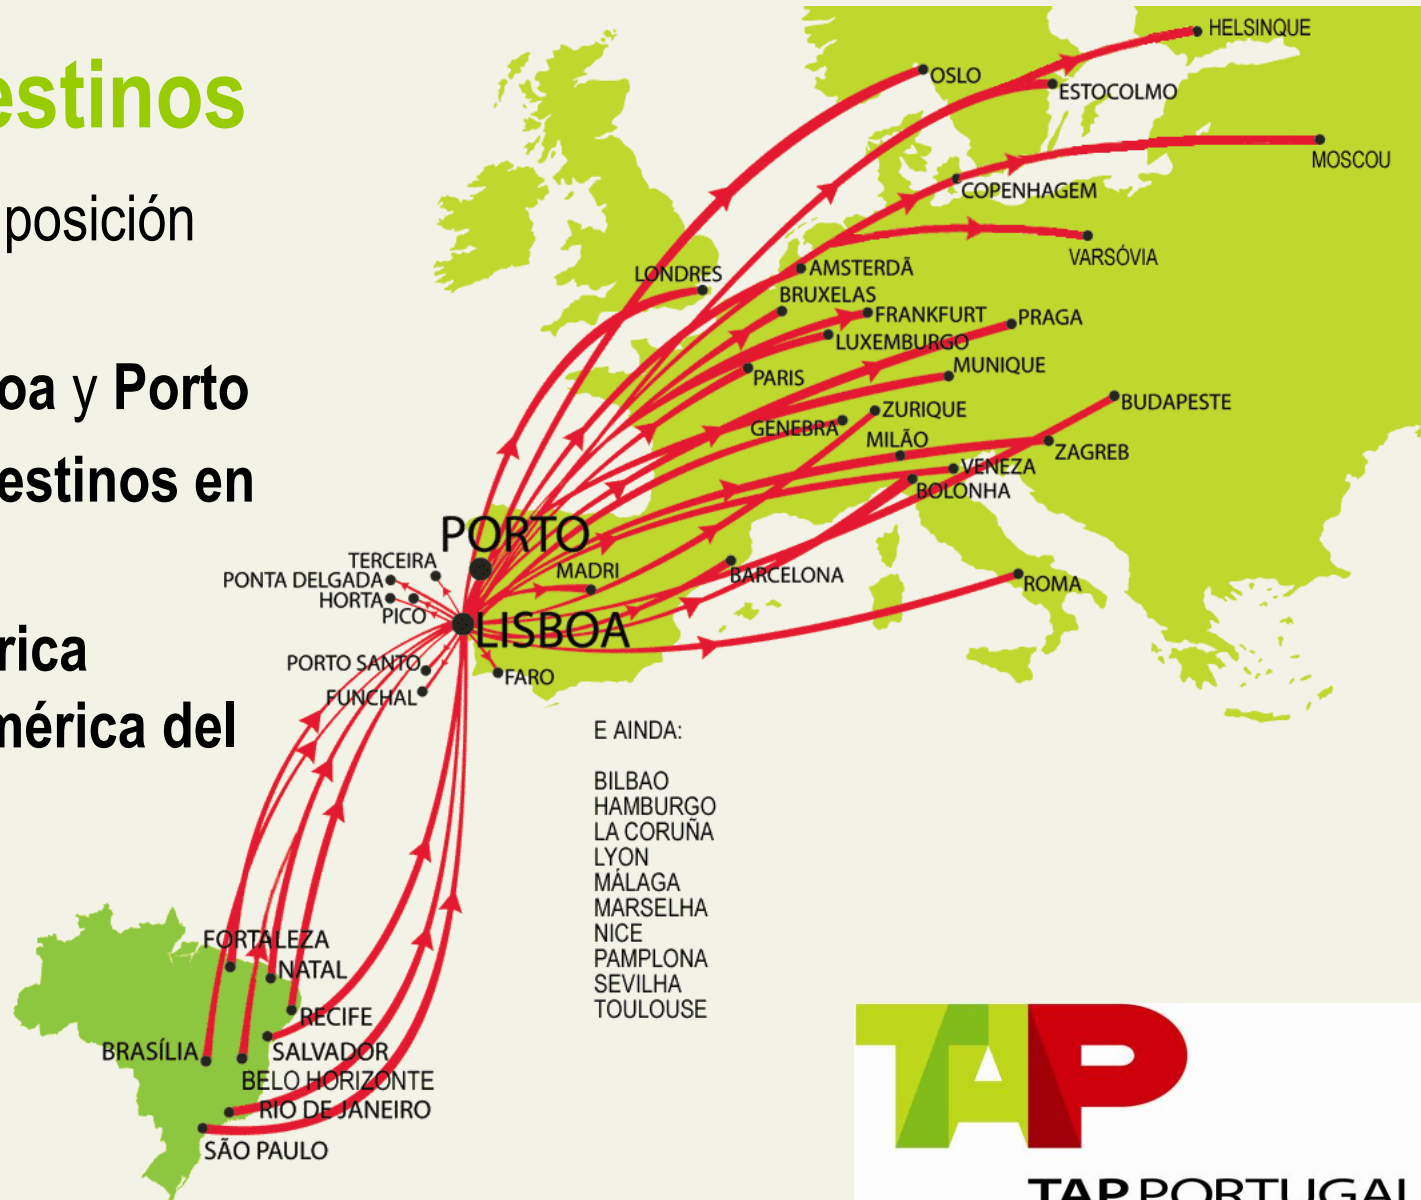 estinos
posición
oa y Porto
estinos en
rica
mérica del
HELSINQUE
OSLO
ESTOCOLMO
MOSCOU
COPENHAGEM
VARSÓVIA
LONDRES
AMSTERDÃ
BRUXELAS
FRANKFURT
PRAGA
LUXEMBURGO
MUNIQUE
PARIS
BUDAPESTE
ZURIQUE
GENEBRA
MILÃO
ZAGREB
VENEZA
BOLONHA
PORTO
TERCEIRA
MADRI
BARCELONA
ROMA
PONTA DELGADA
HORTA
PICO
LISBOA
PORTO SANTO
FARO
FUNCHAL
E AINDA:
BILBAO
HAMBURGO
LA CORUÑA
LYON
MÁLAGA
MARSELHA
NICE
PAMPLONA
SEVILHA
TOULOUSE
FORTALEZA
NATAL
RECIFE
BRASÍLIA
SALVADOR
BELO HORIZONTE
RIO DE JANEIRO
SÃO PAULO
TAP
TAP PORTUGAL